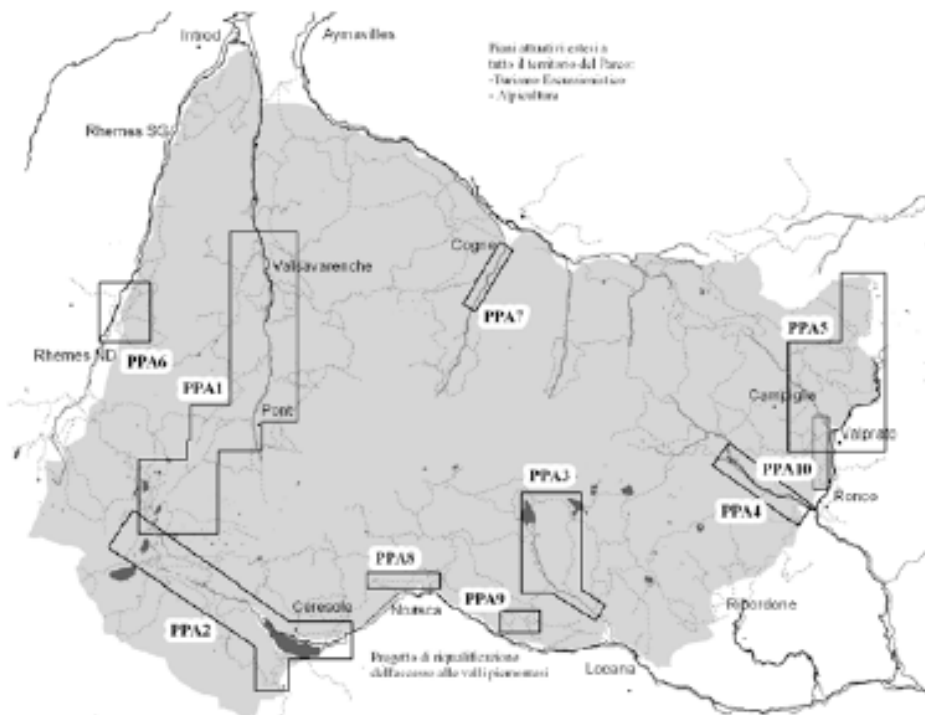 Introd
Aymavilles
Piani attuativi estesi a
tutto il territorio del Parco:
-Turismo Escursionistico
- Alpicoltura
Rhemes SG
Cogne
Valsavarenche
PPA7
PPA5
Rhemes ND
PPA6
PPA1
Campiglia
Pont
Valprato
PPA10
PPA3
Ronco
PPA4
PPA8
Ceresole
Noasca
PPA9
Ribordone
PPA2
Progetto di riqualificazione
dell'accesso alle valli piemontesi
Locana